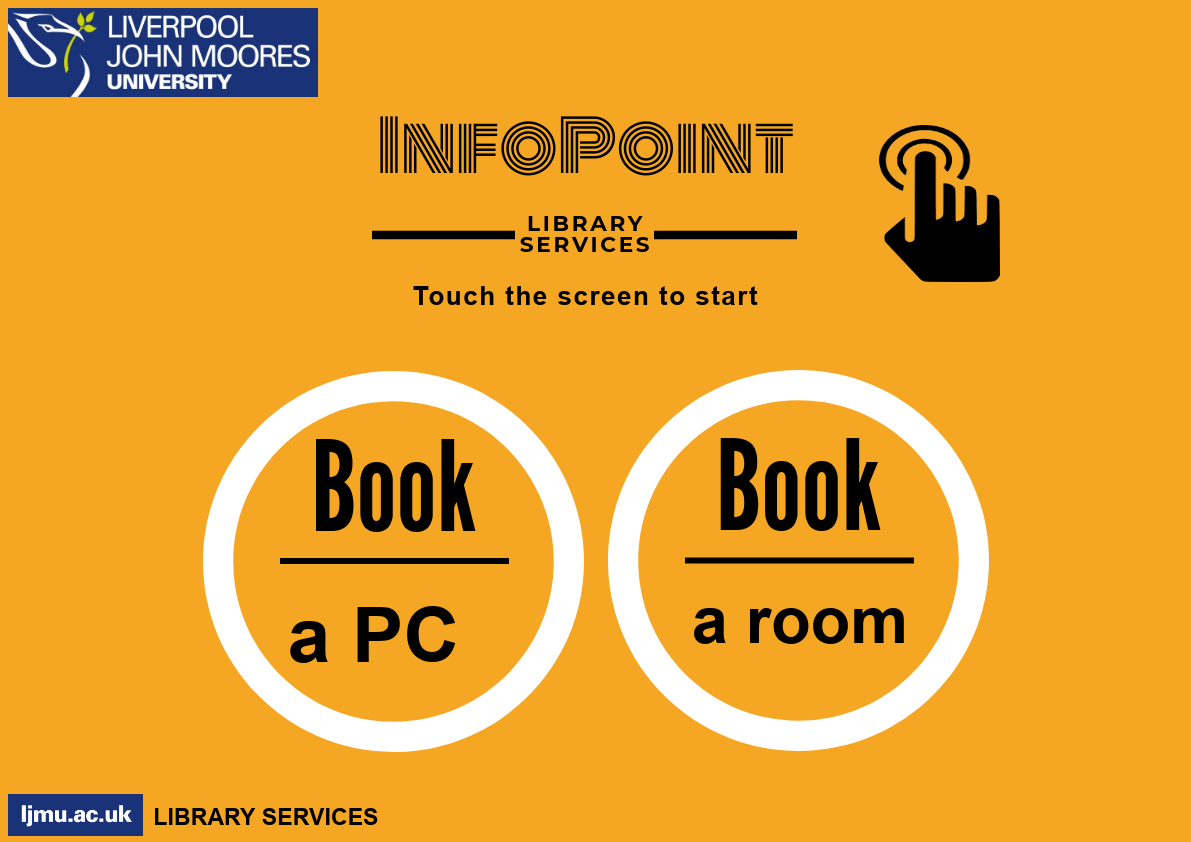 LIVERPOOL
JOHN MOORES
UNIVERSITY
INFOPOINT
LIBRARY
SERVICES
Touch the screen to start
Book
a PC
Book
a room
ljmu.ac.uk LIBRARY SERVICES